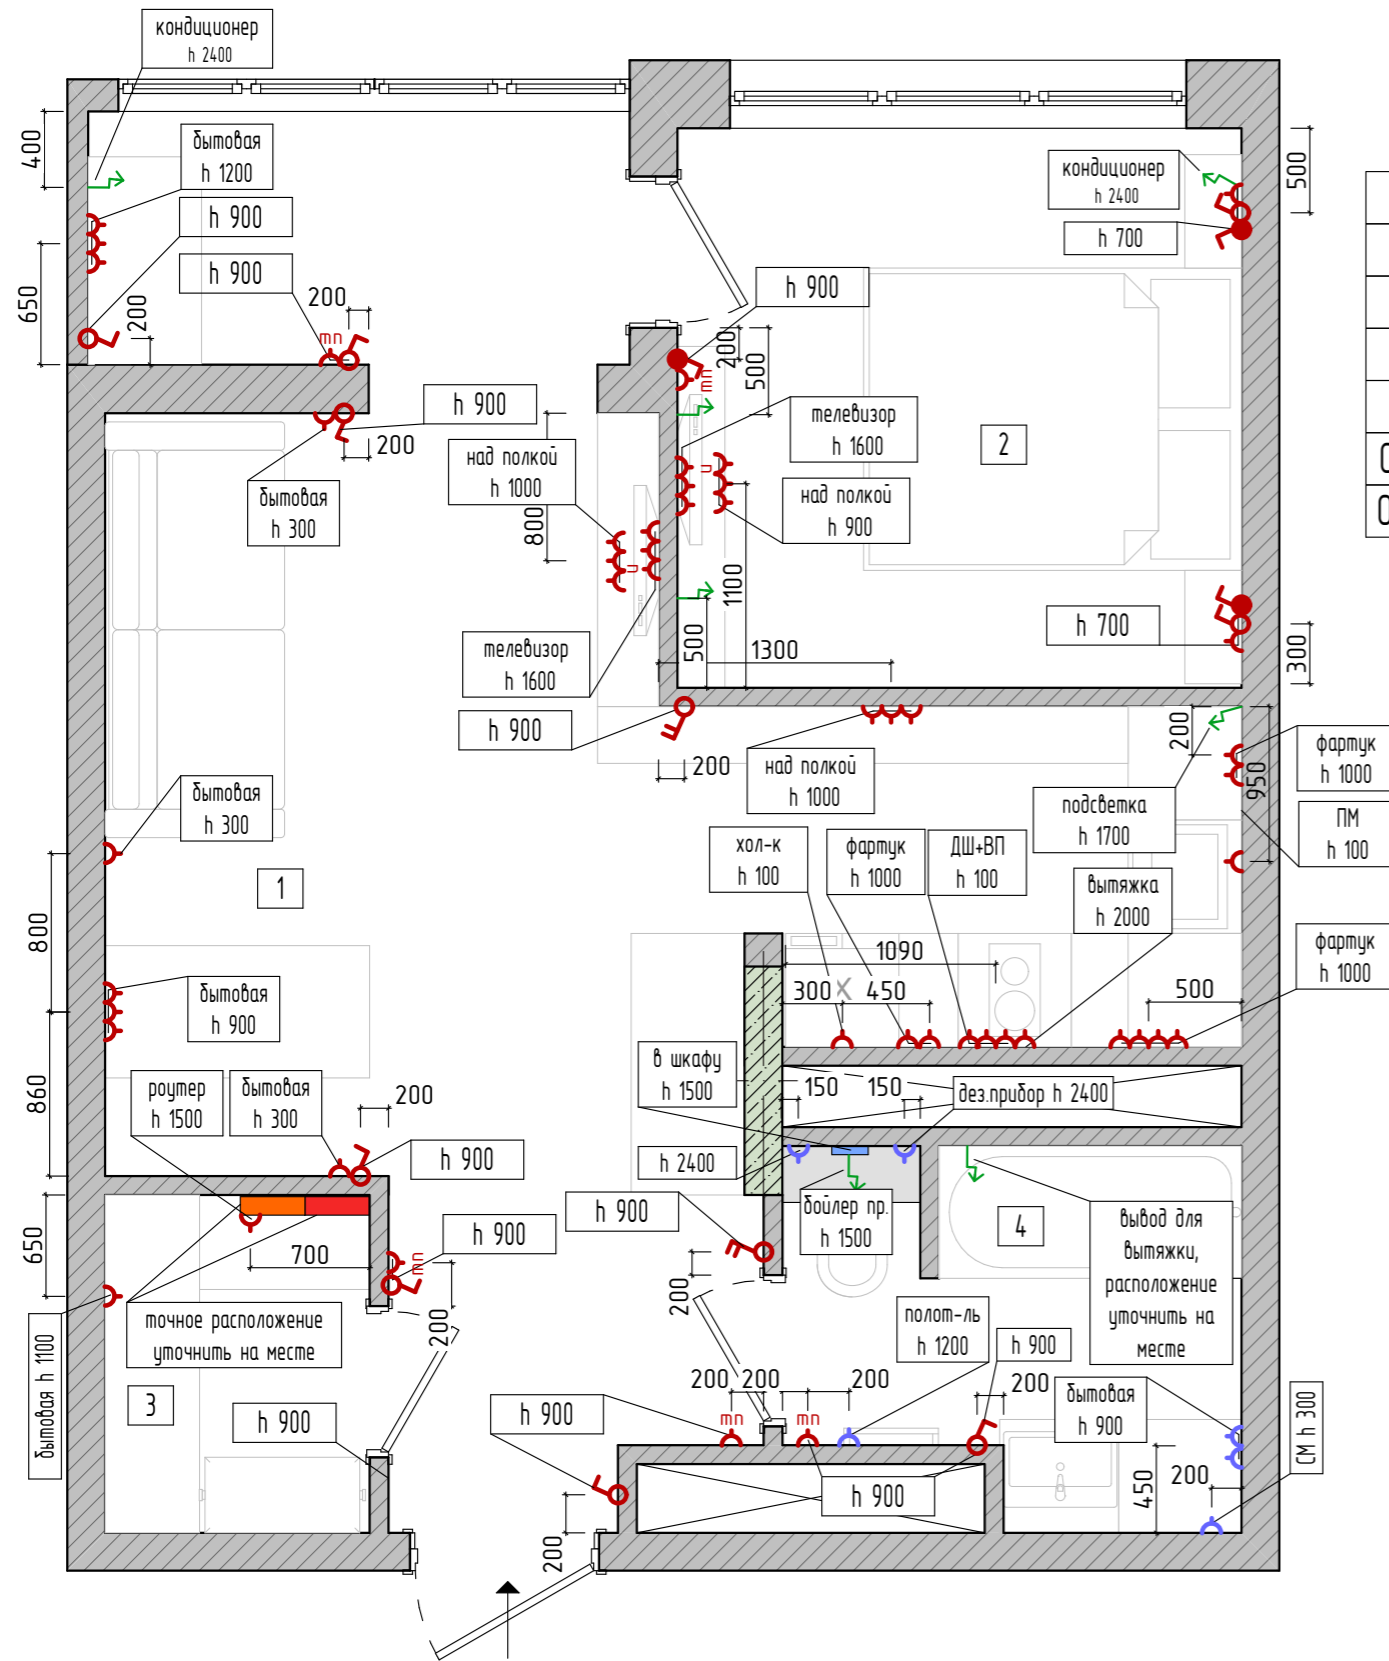 кондиционер
h 2400
400
бытовая
h 1200
h 900
h 900
650
200
200
тп
кондиционер
h 2400
500
h 700
h 900
200
500
тп
h 900
200
над полкой
h 1000
800
бытовая
h 300
телевизор
h 1600
2
над полкой
h 900
п
п
1100
500
h 700
300
телевизор
h 1600
1300
h 900
200
над полкой
h 1000
200
950
фартук
h 1000
подсветка
h 1700
ПМ
h 100
бытовая
h 300
1
хол-к
h 100
фартук
h 1000
ДШ+ВП
h 100
вытяжка
h 2000
800
фартук
h 1000
1090
300
X
450
500
бытовая
h 900
860
роутер
h 1500
бытовая
h 300
200
h 900
в шкафу
h 1500
150
150
дез.прибор h 2400
h 2400
h 900
бойлер пр.
h 1500
4
вывод для
вытяжки,
расположение
уточнить на
месте
650
700
h 900
тп
200
точное расположение
уточнить на месте
200
бытовая h 1100
3
h 900
полот-ль
h 1200
h 900
200
200
200
200
h 900
тп
тп
бытовая
h 900
СМ h 300
h 900
450
200
200